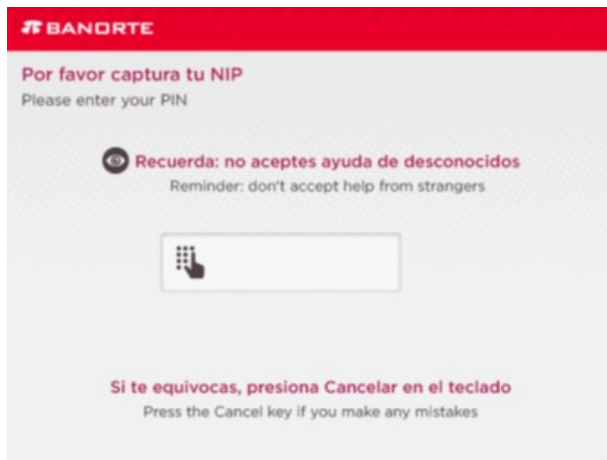 BANORTE
Por favor captura tu NIP
Please enter your PIN
Recuerda: no aceptes ayuda de desconocidos
Reminder: don't accept help from strangers
Si te equivocas, presiona Cancelar en el teclado
Press the Cancel key if you make any mistakes